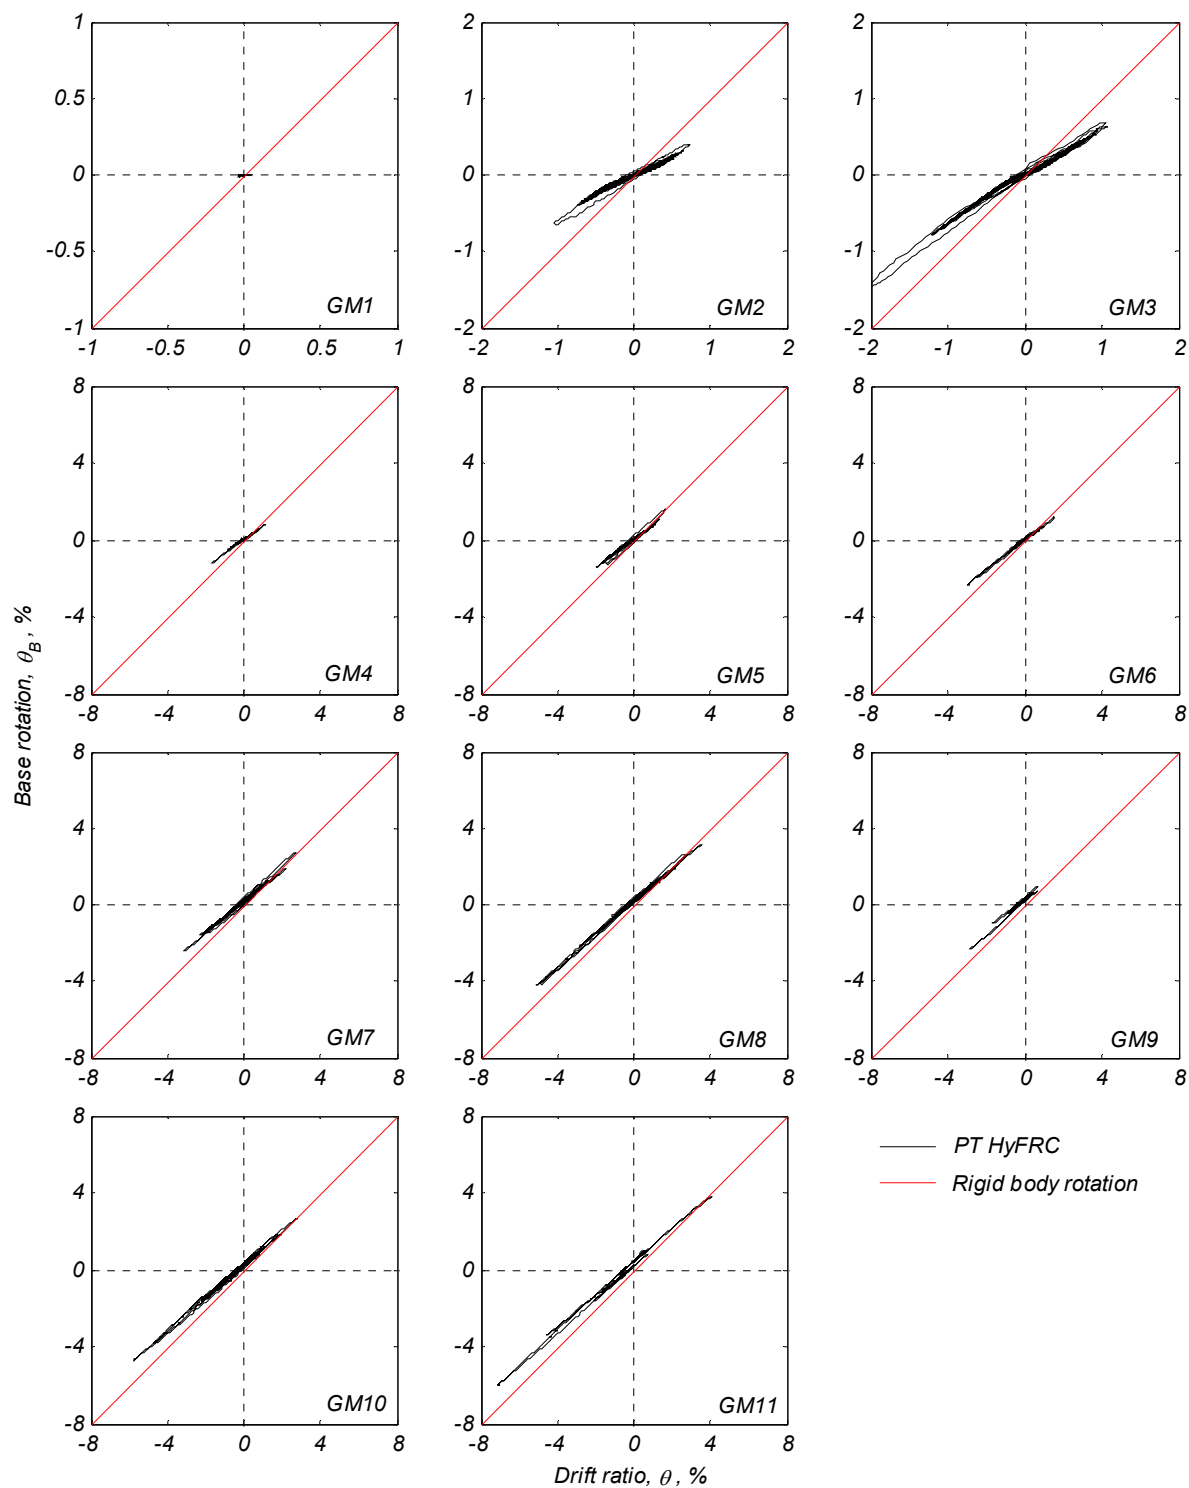 1
0.5
0
-0.5
-1
-1 -0.5 0 0.5 1
GM1
2
1
0
-1
-2
-2 -1 0 1 2
GM2
2
1
0
-1
-2
-2 -1 0 1 2
GM3
8
4
0
-4
-8
-8 -4 0 4 8
GM4
8
4
0
-4
-8
-8 -4 0 4 8
GM5
8
4
0
-4
-8
-8 -4 0 4 8
GM6
Base rotation, θB , %
8
4
0
-4
-8
-8 -4 0 4 8
GM7
8
4
0
-4
-8
-8 -4 0 4 8
GM8
8
4
0
-4
-8
-8 -4 0 4 8
GM9
8
4
0
-4
-8
-8 -4 0 4 8
GM10
8
4
0
-4
-8
-8 -4 0 4 8
GM11
PT HyFRC
Rigid body rotation
Drift ratio, θ , %